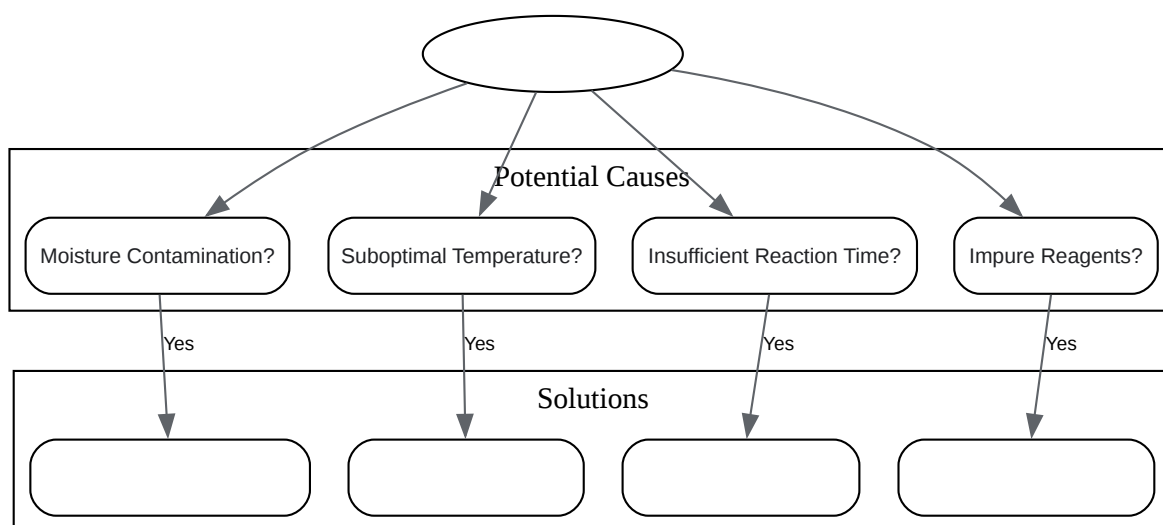 Potential Causes
Moisture Contamination?
Suboptimal Temperature?
Insufficient Reaction Time?
Impure Reagents?
Yes
Yes
Yes
Yes
Solutions